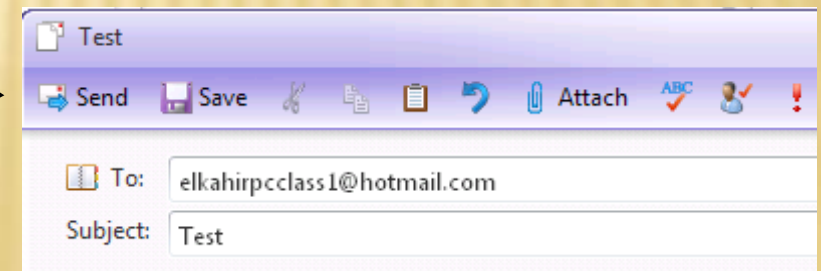 Test
Send Save Attach ABC
To: elkahirpcclass1@hotmail.com
Subject: Test